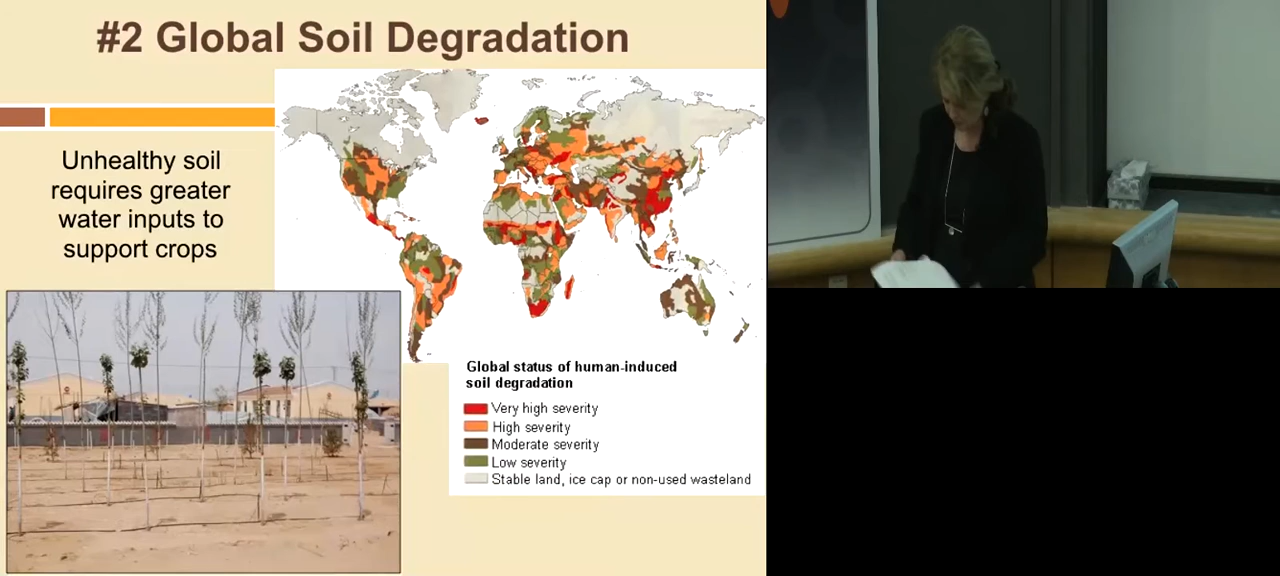 #2 Global Soil Degradation
Unhealthy soil
requires greater
water inputs to
support crops
Global status of human-induced
soil degradation
Very high severity
High severity
Moderate severity
Low severity
Stable land, ice cap or non-used wasteland